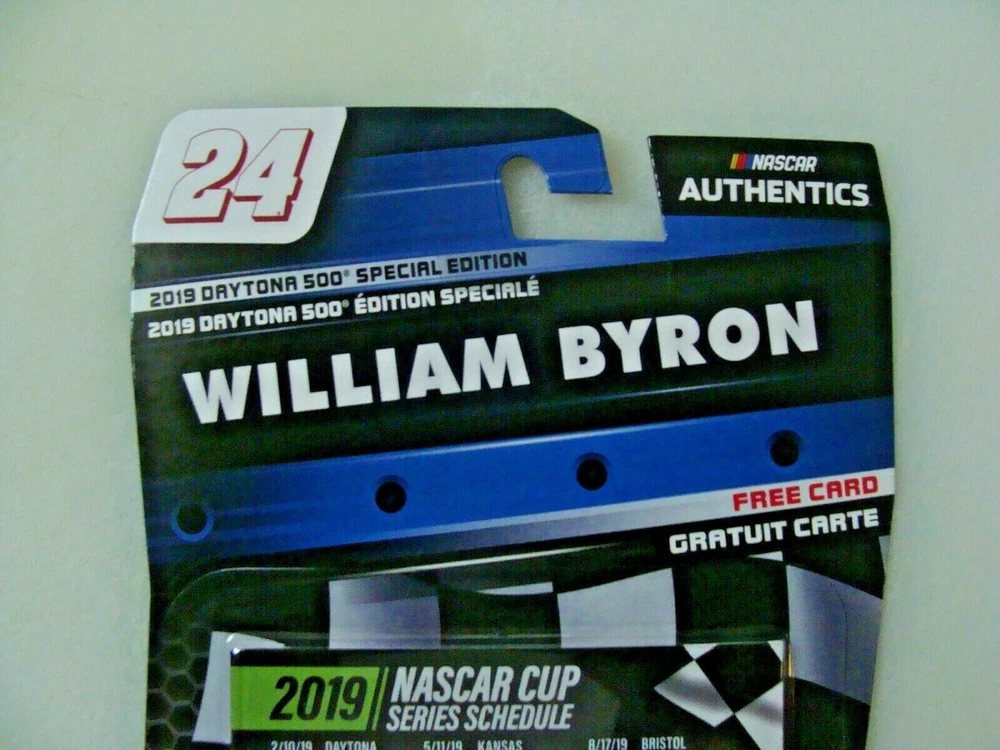 24
NASCAR
AUTHENTICS
2019 DAYTONA 500® SPECIAL EDITION
2019 DAYTONA 500® ÉDITION SPECIALÉ
WILLIAM BYRON
FREE CARD
GRATUIT CARTE
2019 NASCAR CUP
SERIES SCHEDULE
2/10/19 DAYTONA 5/11/19 KANSAS 8/17/19 BRISTOL